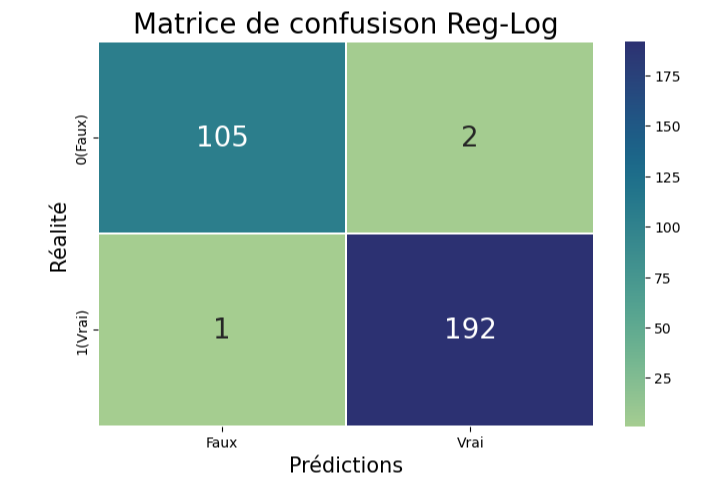 Matrice de confusison Reg-Log
Réalité
0(Faux)
105
2
1(Vrai)
1
192
Faux
Vrai
Prédictions
175
150
125
100
75
50
25